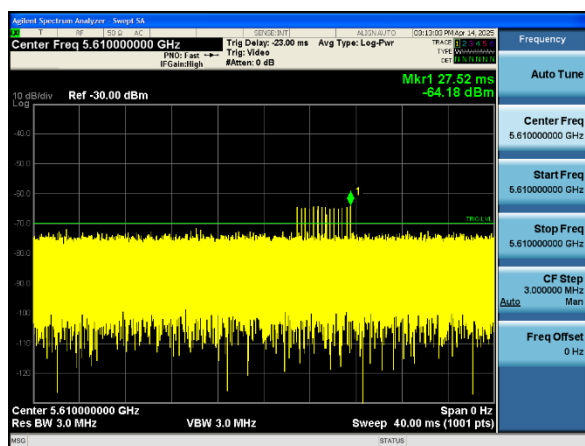 Agilent Spectrum Analyzer - Swept SA
T RF 50 Ω AC SENSE:INT ALIGN AUTO 03:13:03 PM Apr 14, 2025
Center Freq 5.610000000 GHz
Trig Delay: -23.00 ms Avg Type: Log-Pwr
TRACE 1 2 3 4 5 6
PNO: Fast Trig: Video
TYPE
IFGain:High #Atten: 0 dB
DET N N N N N N
Mkr1 27.52 ms
-64.18 dBm
10 dB/div Ref -30.00 dBm
Log
-40.0
-50.0
-60.0
1
TRIG LVL
-70.0
-80.0
-90.0
-100
-110
-120
Center 5.610000000 GHz Span 0 Hz
Res BW 3.0 MHz VBW 3.0 MHz Sweep 40.00 ms (1001 pts)
MSG STATUS
Frequency
Auto Tune
Center Freq
5.610000000 GHz
Start Freq
5.610000000 GHz
Stop Freq
5.610000000 GHz
CF Step
3.000000 MHz
Auto Man
Freq Offset
0 Hz